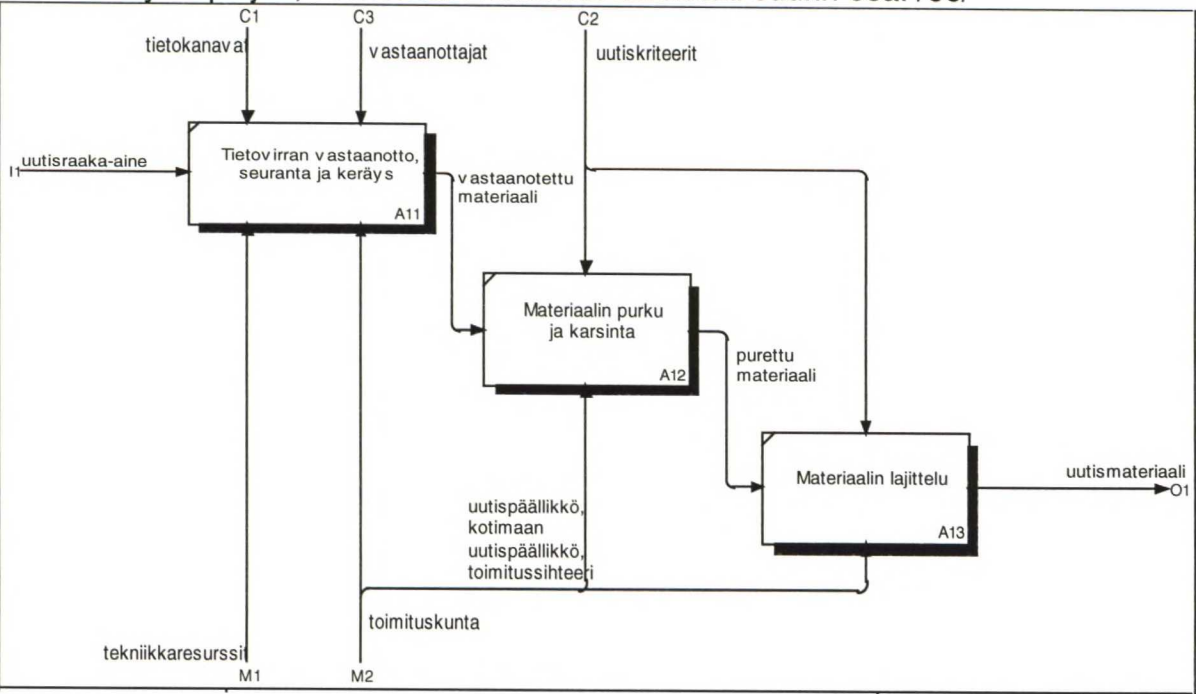 C1
C3
C2
tietokanavat
vastaanottajat
uutiskriteerit
I1
uutisraaka-aine
Tietovirran vastaanotto,
seuranta ja keräys
A11
vastaanotettu
materiaali
Materiaalin purku
ja karsinta
A12
purettu
materiaali
Materiaalin lajittelu
A13
uutismateriaali
O1
uutispäällikkö,
kotimaan
uutispäällikkö,
toimitussihteeri
toimituskunta
tekniikkaresurssit
M1
M2